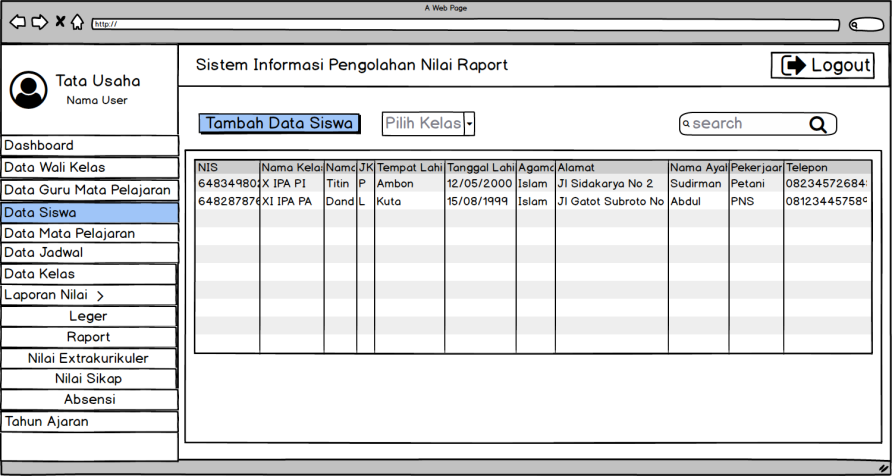 A Web Page
http://
Tata Usaha
Nama User
Sistem Informasi Pengolahan Nilai Raport
Logout
Tambah Data Siswa
Pilih Kelas
search
Dashboard
Data Wali Kelas
Data Guru Mata Pelajaran
Data Siswa
Data Mata Pelajaran
Data Jadwal
Data Kelas
Laporan Nilai >
Leger
Raport
Nilai Extrakurikuler
Nilai Sikap
Absensi
Tahun Ajaran
NIS Nama Kelas Nama JK Tempat Lahi Tanggal Lahi Agama Alamat Nama Ayal Pekerjaar Telepon
64834980 X IPA PI Titin P Ambon 12/05/2000 Islam Jl Sidakarya No 2 Sudirman Petani 08234572684
648287876 XI IPA PA Dand L Kuta 15/08/1999 Islam Jl Gatot Subroto No Abdul PNS 08123445758